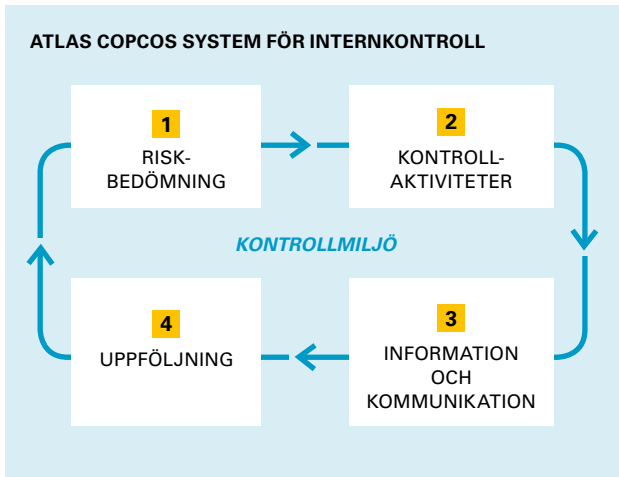 ATLAS COPCOS SYSTEM FÖR INTERNKONTROLL
1
RISK-
BEDÖMNING
2
KONTROLL-
AKTIVITETER
KONTROLLMILJÖ
4
UPPFÖLJNING
3
INFORMATION
OCH
KOMMUNIKATION